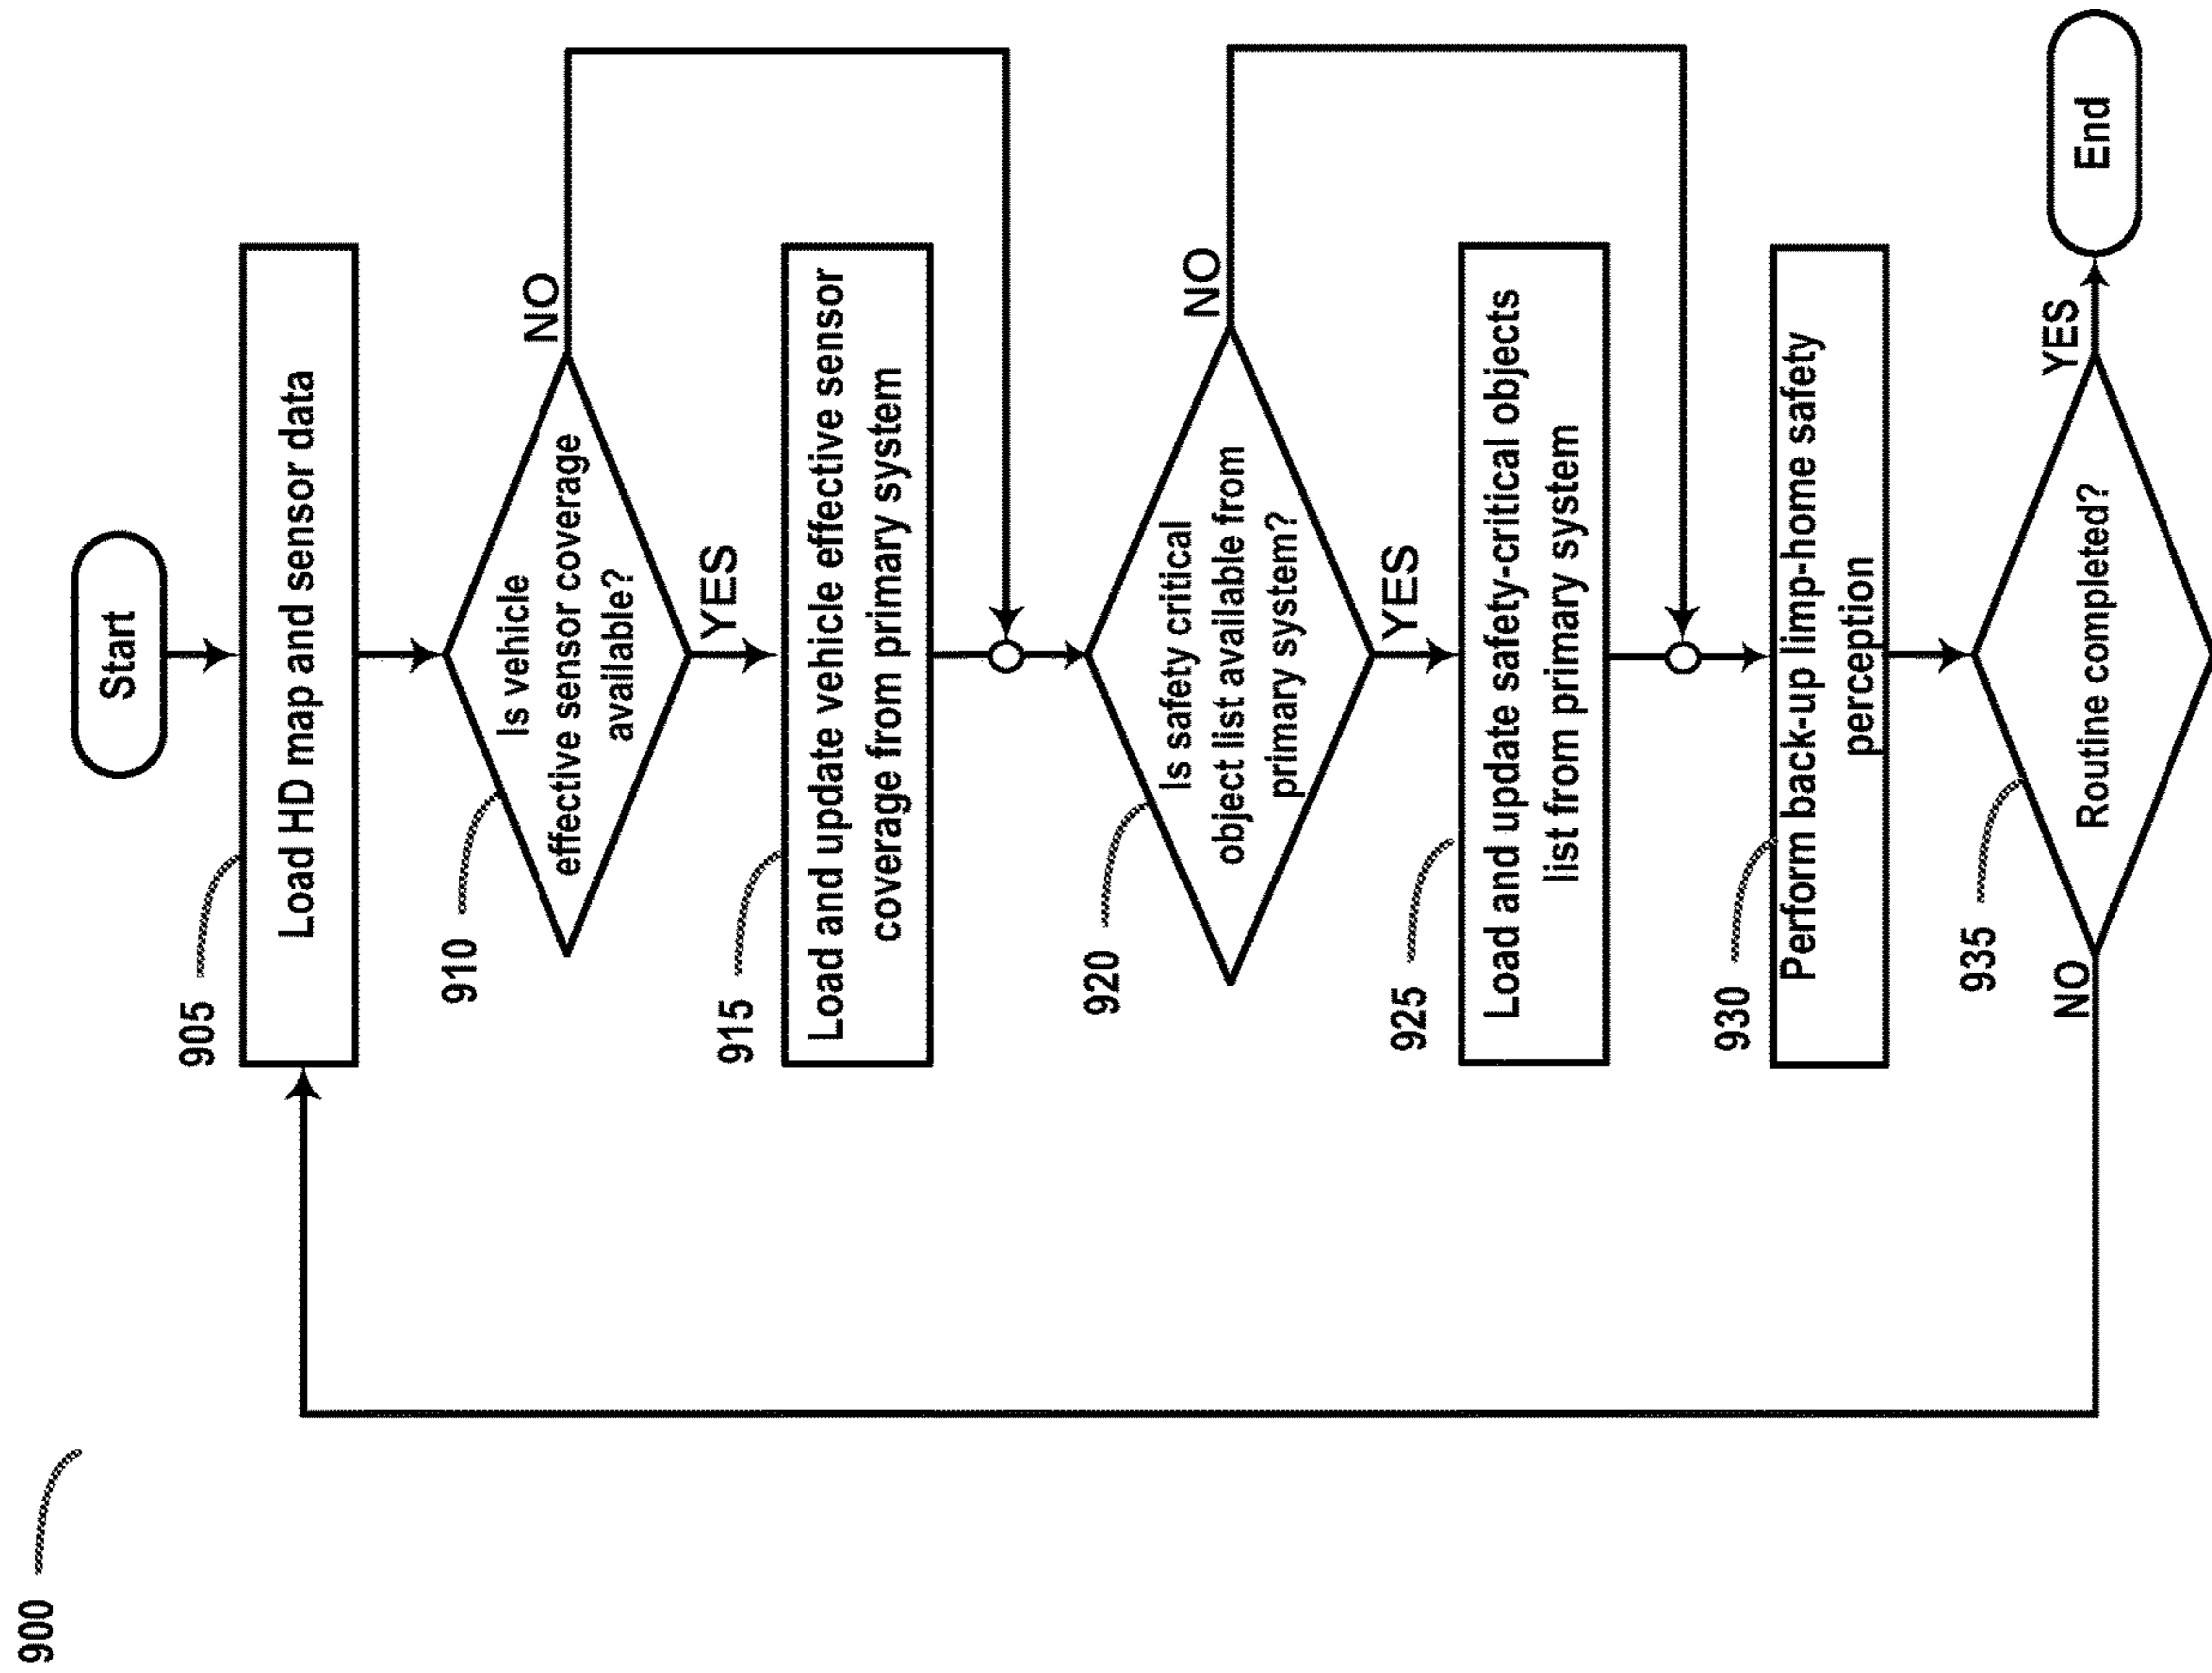 900
Start
905
Load HD map and sensor data
910
Is vehicle
effective sensor coverage
available?
NO
YES
915
Load and update vehicle effective sensor
coverage from primary system
920
Is safety critical
object list available from
primary system?
NO
YES
925
Load and update safety-critical objects
list from primary system
930
Perform back-up limp-home safety
perception
935
Routine completed?
NO
YES
End